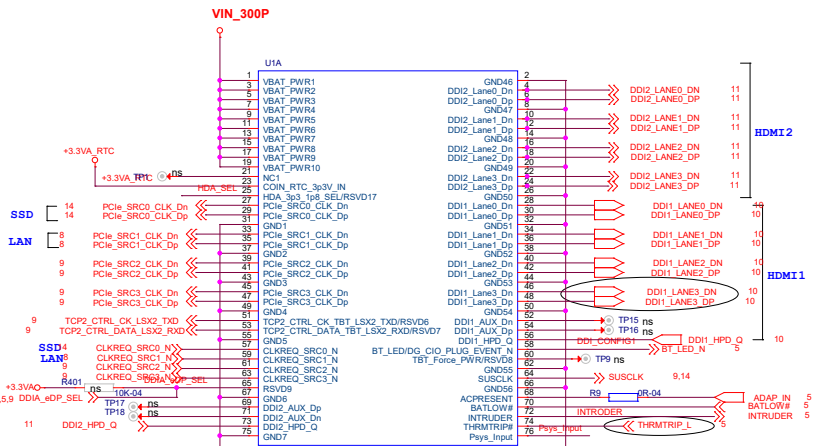 VIN_300P
U1A
1 VBAT_PWR1 GND46 2
3 VBAT_PWR2 DDI2_Lane0_Dn 4 DDI2_LANE0_DN 11
5 VBAT_PWR3 DDI2_Lane0_Dp 6 DDI2_LANE0_DP 11
7 VBAT_PWR4 GND47 8
9 VBAT_PWR5 DDI2_Lane1_Dn 10 DDI2_LANE1_DN 11
11 VBAT_PWR6 DDI2_Lane1_Dp 12 DDI2_LANE1_DP 11
13 VBAT_PWR7 GND48 14
HDMI2
15 VBAT_PWR8 DDI2_Lane2_Dn 16 DDI2_LANE2_DN 11
17 VBAT_PWR9 DDI2_Lane2_Dp 18 DDI2_LANE2_DP 11
+3.3VA_RTC
19 VBAT_PWR10 GND49 20
+3.3VA_RTC TP1 ns 21 NC1 DDI2_Lane3_Dn 22 DDI2_LANE3_DN 11
23 COIN_RTC_3p3V_IN DDI2_Lane3_Dp 24 DDI2_LANE3_DP 11
HDA_SEL 25 HDA_3p3_1p8_SEL/RSVD17 GND50 26
SSD 14 PCIe_SRC0_CLK_Dn 27 PCIe_SRC0_CLK_Dn DDI1_Lane0_Dn 28 DDI1_LANE0_DN 10
14 PCIe_SRC0_CLK_Dp 29 PCIe_SRC0_CLK_Dp DDI1_Lane0_Dp 30 DDI1_LANE0_DP 10
31 GND1 GND51 32
LAN 8 PCIe_SRC1_CLK_Dn 33 PCIe_SRC1_CLK_Dn DDI1_Lane1_Dn 34 DDI1_LANE1_DN 10
8 PCIe_SRC1_CLK_Dp 35 PCIe_SRC1_CLK_Dp DDI1_Lane1_Dp 36 DDI1_LANE1_DP 10
37 GND2 GND52 38
9 PCIe_SRC2_CLK_Dn 39 PCIe_SRC2_CLK_Dn DDI1_Lane2_Dn 40 DDI1_LANE2_DN 10
9 PCIe_SRC2_CLK_Dp 41 PCIe_SRC2_CLK_Dp DDI1_Lane2_Dp 42 DDI1_LANE2_DP 10
HDMI1
43 GND3 GND53 44
9 PCIe_SRC3_CLK_Dn 45 PCIe_SRC3_CLK_Dn DDI1_Lane3_Dn 46 DDI1_LANE3_DN 10
9 PCIe_SRC3_CLK_Dp 47 PCIe_SRC3_CLK_Dp DDI1_Lane3_Dp 48 DDI1_LANE3_DP 10
49 GND4 GND54 50
9 TCP2_CTRL_CK_LSX2_TXD 51 TCP2_CTRL_CK_TBT_LSX2_TXD/RSVD6 DDI1_AUX_Dn 52 TP15 ns
9 TCP2_CTRL_DATA_LSX2_RXD 53 TCP2_CTRL_DATA_TBT_LSX2_RXD/RSVD7 DDI1_AUX_Dp 54 TP16 ns
55 GND5 DDI1_HPD_Q 56 DDI_CONFIG1 DDI1_HPD_Q 10
SSD 4 CLKREQ_SRC0_N 57 CLKREQ_SRC0_N BT_LED/DG_CIO_PLUG_EVENT_N 58 BT_LED_N 5
LAN 8 CLKREQ_SRC1_N 59 CLKREQ_SRC1_N TBT_Force_PWR/RSVD8 60 TP9 ns
9 CLKREQ_SRC2_N 61 CLKREQ_SRC2_N GND55 62
9 CLKREQ_SRC3_N 63 CLKREQ_SRC3_N SUSCLK 64 SUSCLK 9,14
+3.3VA R401 ns 10K-04 DDIA_eDP_SEL 65 RSVD9 GND56 66
5,9 DDIA_eDP_SEL 67 GND6 ACPRESENT 68 R9 0R-04 ADAP_IN 5
TP17 ns 69 DDI2_AUX_Dp BATLOW# 70 BATLOW# 5
TP18 ns 71 DDI2_AUX_Dn INTRUDER 72 INTRUDER INTRUDER 5
11 DDI2_HPD_Q 73 DDI2_HPD_Q THRMTRIP# 74 THRMTRIP_L 5
75 GND7 Psys_Input 76 Psys_Input